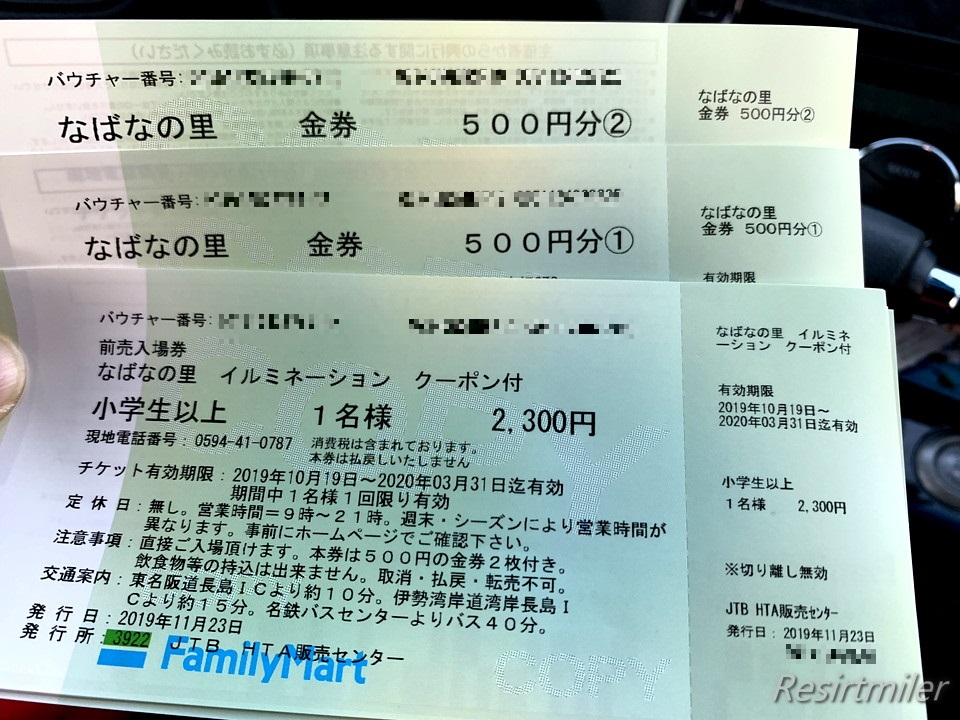 バウチャー番号:
なばなの里 金券 500円分②
なばなの里
金券 500円分②
バウチャー番号:
なばなの里 金券 500円分①
なばなの里
金券 500円分①
有効期限
バウチャー番号:
前売入場券
なばなの里 イルミネーション クーポン付
小学生以上 1名様 2,300円
現地電話番号:0594-41-0787 消費税は含まれております。
本券は払戻しいたしません
チケット有効期限:2019年10月19日~2020年03月31日迄有効
期間中1名様1回限り有効
定休日:無し。営業時間=9時~21時。週末・シーズンにより営業時間が
異なります。事前にホームページでご確認下さい。
注意事項:直接ご入場頂けます。本券は500円の金券2枚付き。
飲食物等の持込は出来ません。取消・払戻・転売不可。
交通案内:東名阪道長島ICより約10分。伊勢湾岸道湾岸長島I
Cより約15分。名鉄バスセンターよりバス40分。
発行日:2019年11月23日
発行所:3922 JTB HTA販売センター
FamilyMart
COPY
なばなの里 イルミネ
ーション クーポン付
有効期限
2019年10月19日~
2020年03月31日迄有効
小学生以上
1名様 2,300円
※切り離し無効
JTB HTA販売センター
発行日:2019年11月23日
Resirtmiler